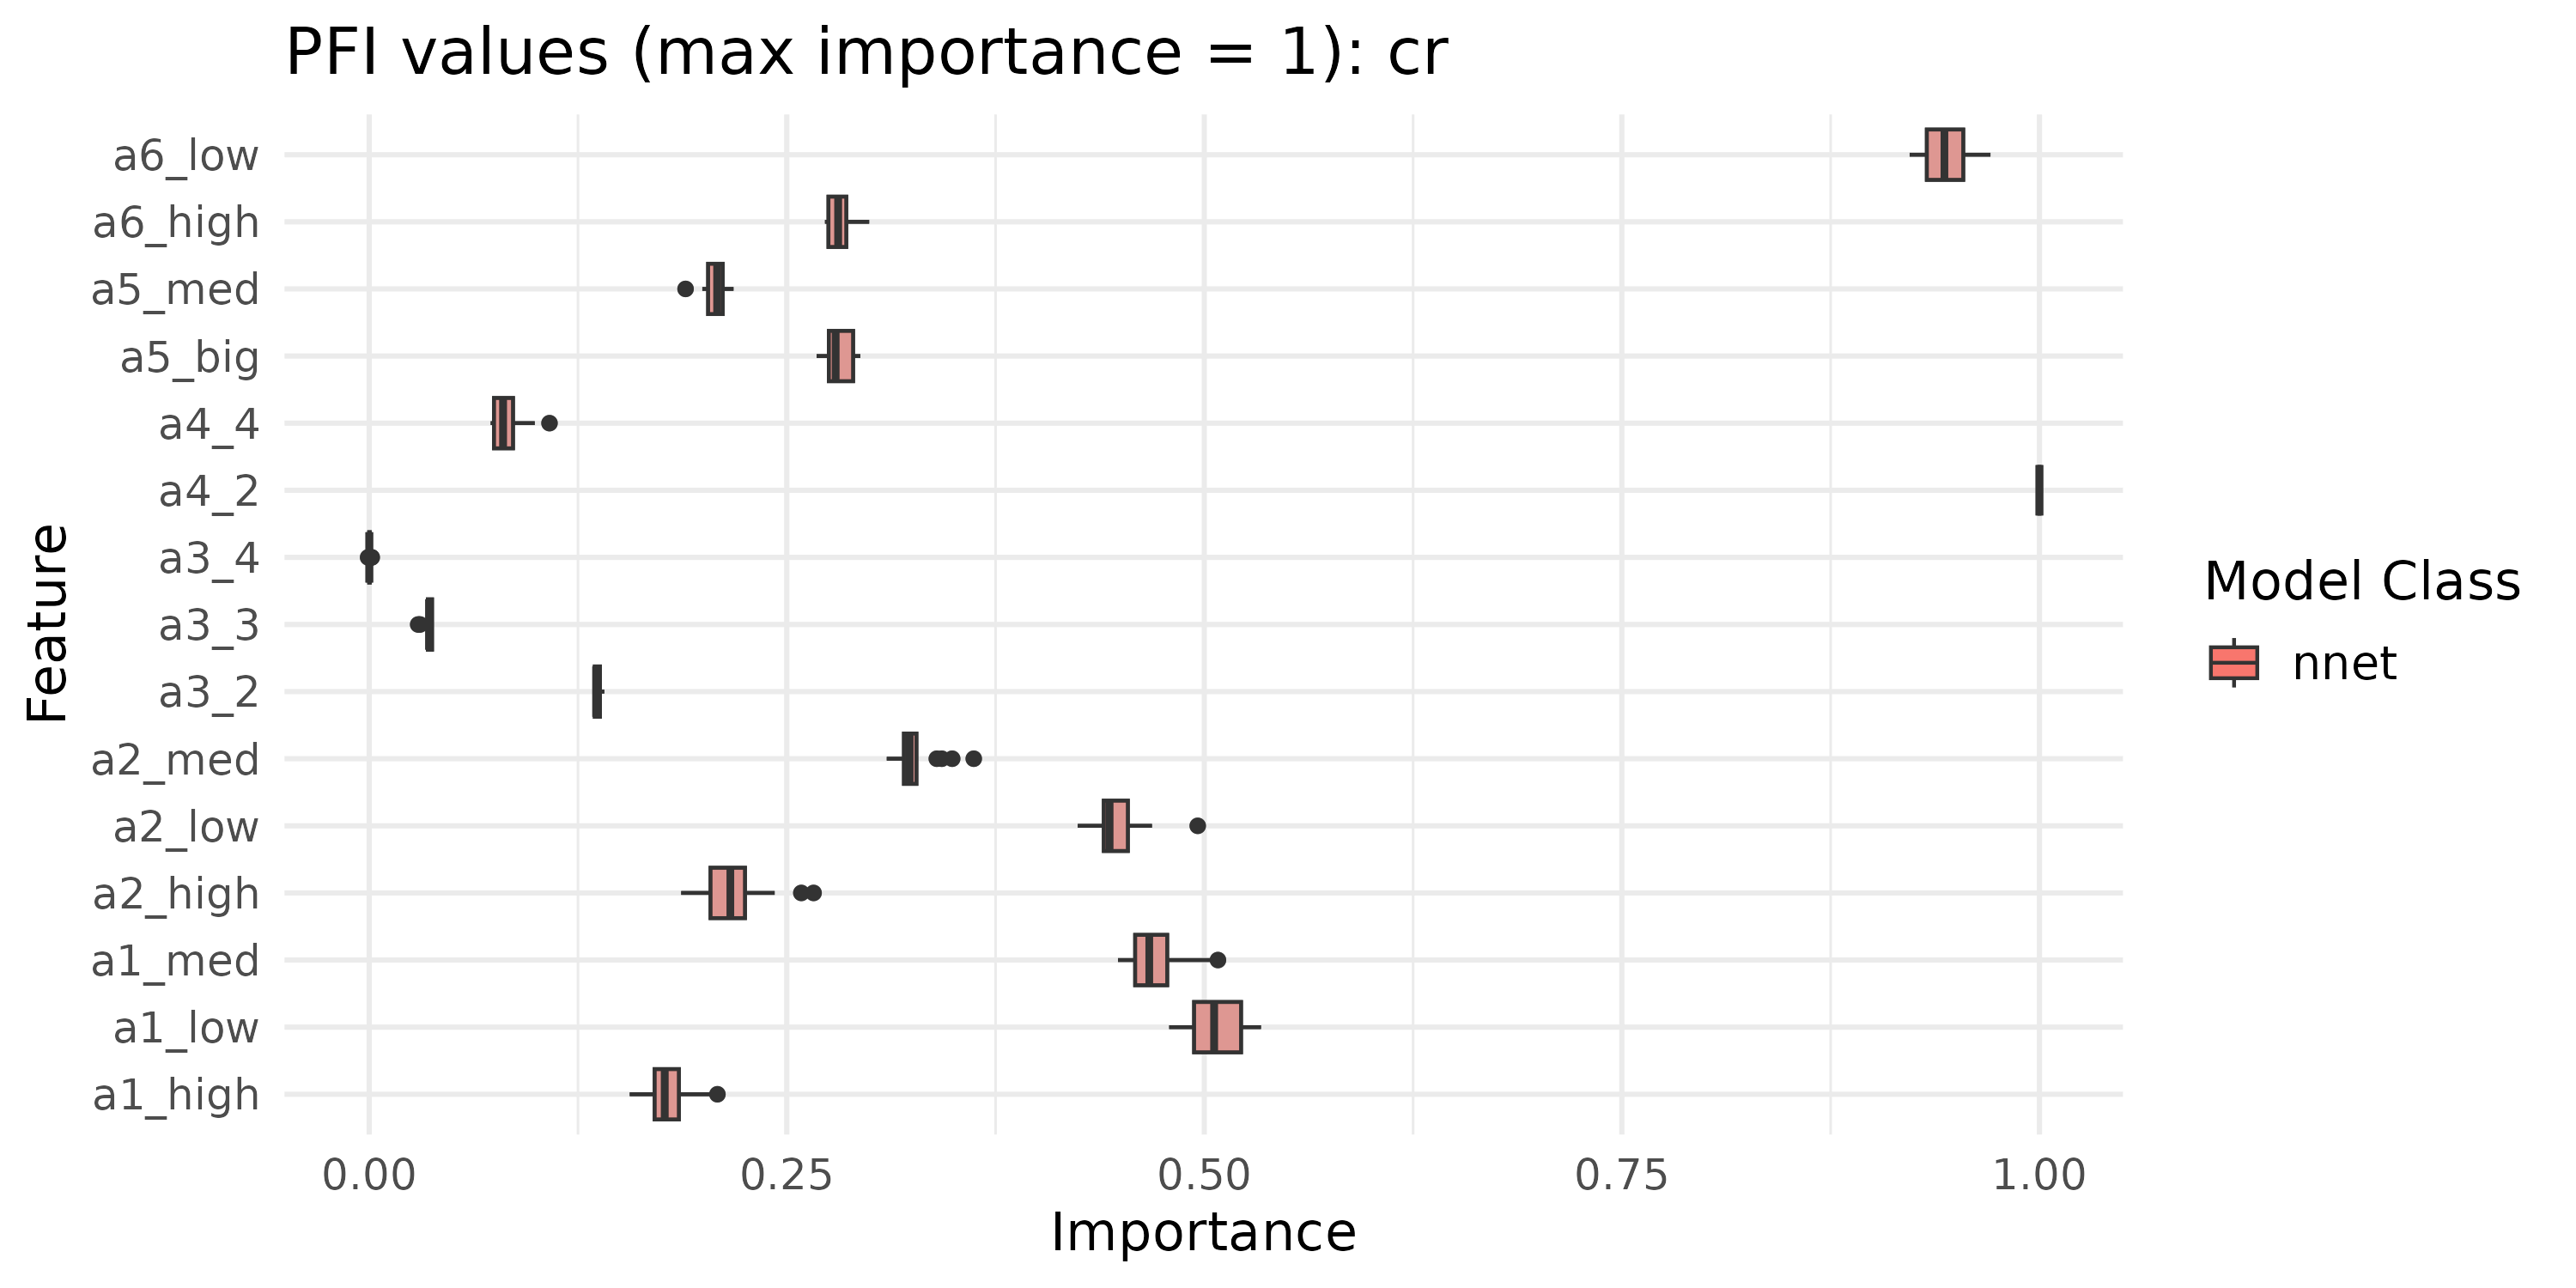 PFI values (max importance = 1): cr
a6_low
a6_high
a5_med
a5_big
a4_4
a4_2
a3_4
a3_3
a3_2
a2_med
a2_low
a2_high
a1_med
a1_low
a1_high
Feature
0.00 0.25 0.50 0.75 1.00
Importance
Model Class
nnet